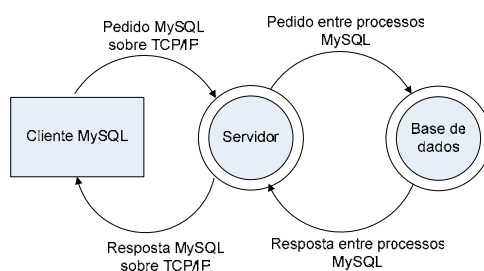 Pedido MySQL
sobre TCP/IP
Pedido entre processos
MySQL
Cliente MySQL
Servidor
Base de
dados
Resposta MySQL
sobre TCP/IP
Resposta entre processos
MySQL